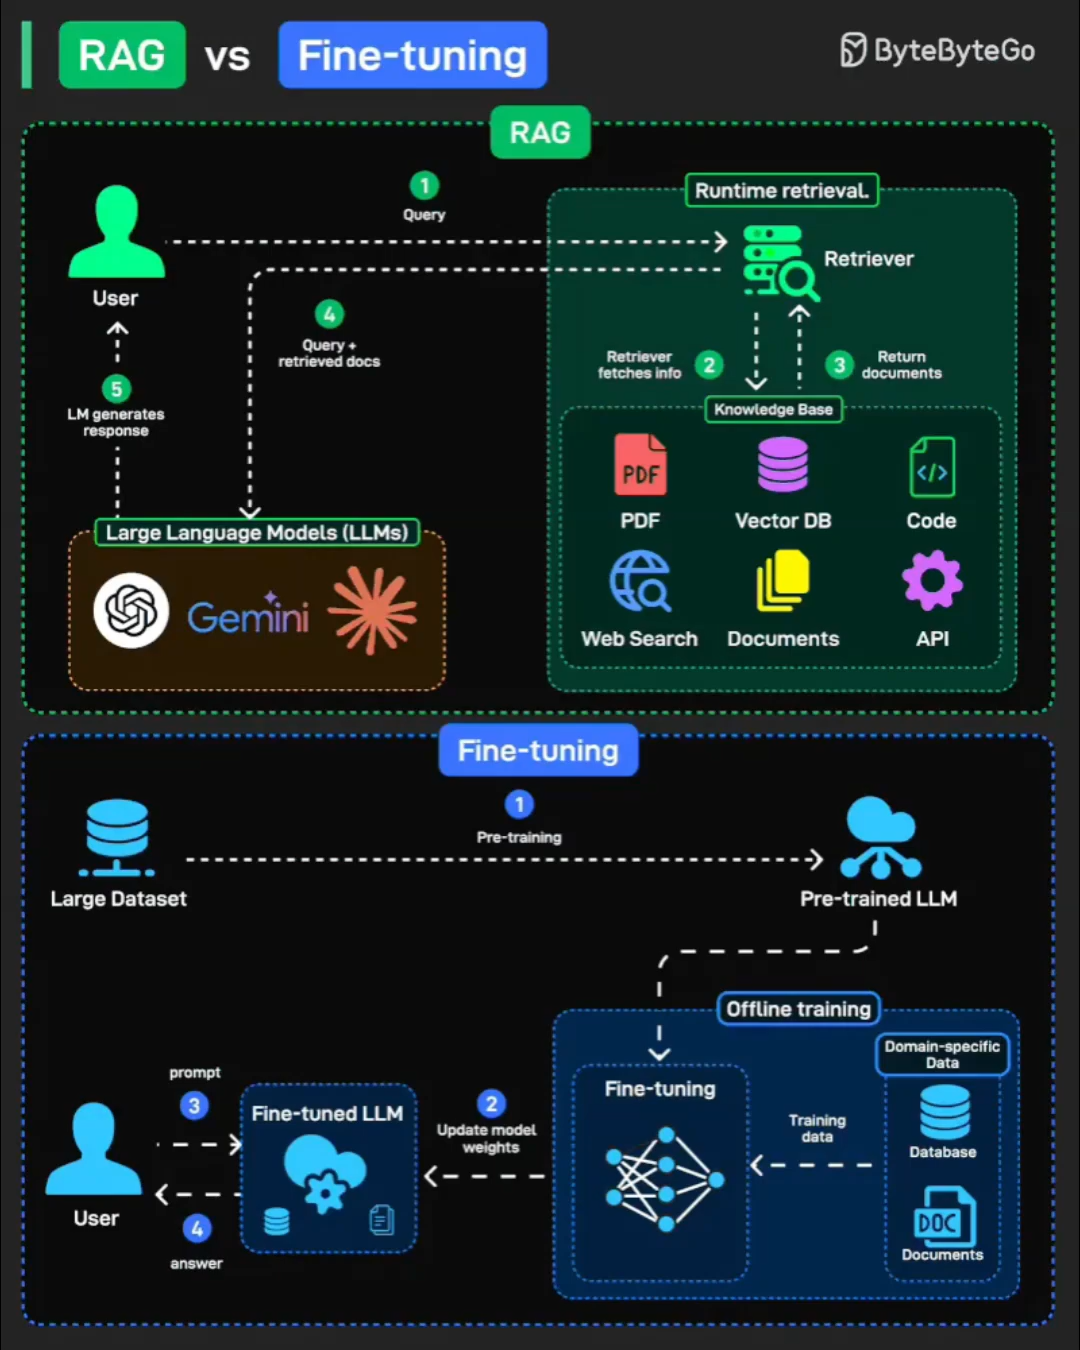 RAG vs Fine-tuning
ByteByteGo
RAG
1
Query
Runtime retrieval.
Retriever
User
4
Query +
retrieved docs
Retriever
fetches info
2
3
Return
documents
5
LM generates
response
Knowledge Base
PDF
PDF
Vector DB
</>
Code
Web Search
Documents
API
Large Language Models (LLMs)
Gemini
Fine-tuning
1
Pre-training
Large Dataset
Pre-trained LLM
Offline training
Domain-specific
Data
Database
DOC
Documents
Training
data
Fine-tuning
2
Update model
weights
Fine-tuned LLM
prompt
3
User
4
answer